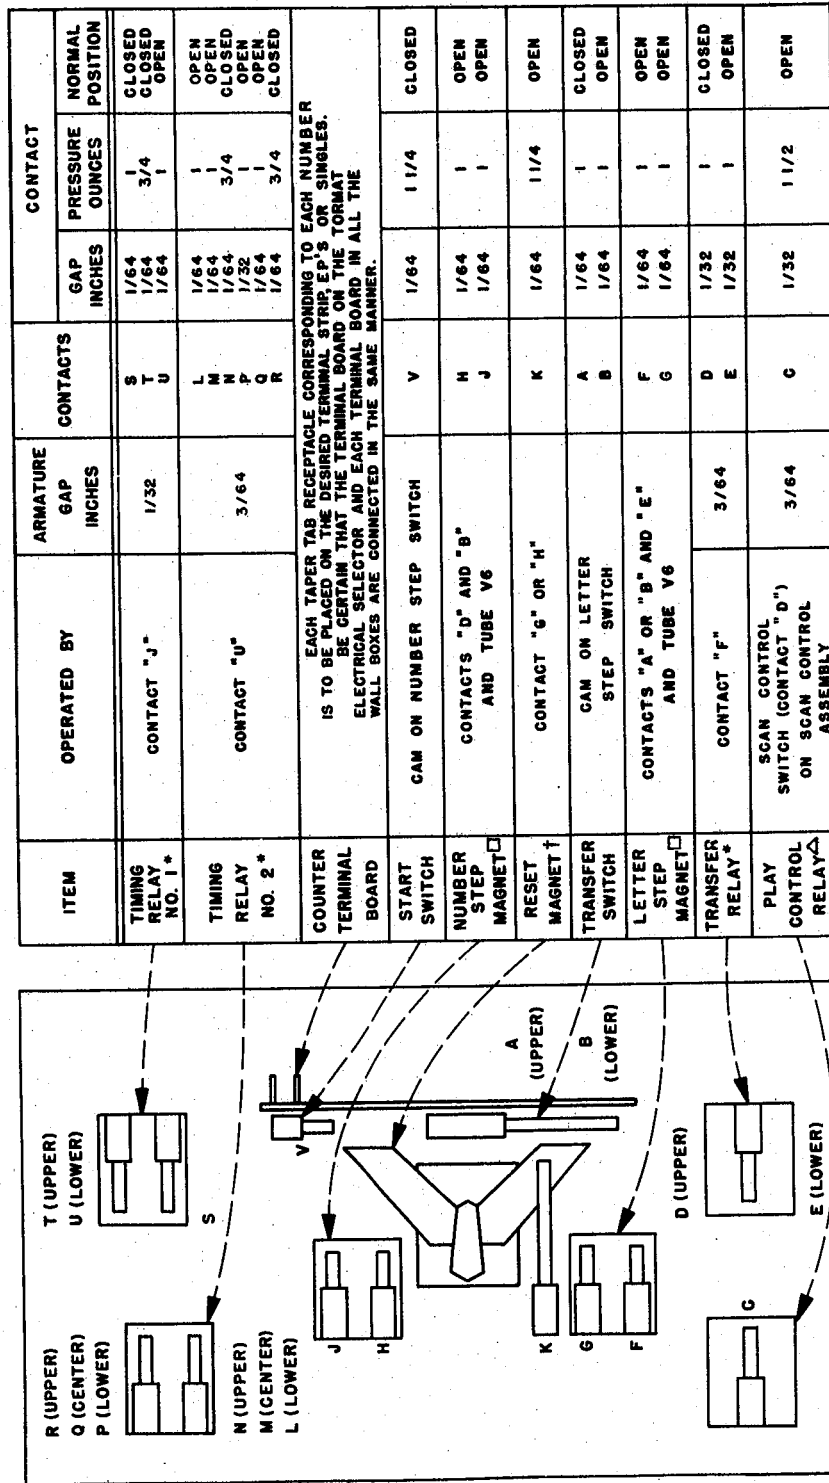 ITEM
OPERATED BY
ARMATURE
GAP
INCHES
CONTACTS
CONTACT
GAP
INCHES
PRESSURE
OUNCES
NORMAL
POSITION
TIMING
RELAY
NO. 1*
CONTACT "J"
1/32
S 1/64 1 CLOSED
T 1/64 3/4 CLOSED
U 1/64 1 OPEN
TIMING
RELAY
NO. 2*
CONTACT "U"
3/64
L 1/64 1 OPEN
M 1/64 1 OPEN
N 1/64 3/4 CLOSED
P 1/32 1 OPEN
Q 1/64 1 OPEN
R 1/64 3/4 CLOSED
COUNTER
TERMINAL
BOARD
EACH TAPER TAB RECEPTACLE CORRESPONDING TO EACH NUMBER
IS TO BE PLACED ON THE DESIRED TERMINAL STRIP, EP'S OR SINGLES.
BE CERTAIN THAT THE TERMINAL BOARD ON THE TORMAT
ELECTRICAL SELECTOR AND EACH TERMINAL BOARD IN ALL THE
WALL BOXES ARE CONNECTED IN THE SAME MANNER.
START
SWITCH
CAM ON NUMBER STEP SWITCH
V 1/64 1 1/4 CLOSED
NUMBER
STEP
MAGNET□
CONTACTS "D" AND "B"
AND TUBE V6
H 1/64 1 OPEN
J 1/64 1 OPEN
RESET
MAGNET†
CONTACT "G" OR "H"
K 1/64 1 1/4 OPEN
TRANSFER
SWITCH
CAM ON LETTER
STEP SWITCH
A 1/64 1 CLOSED
B 1/64 1 OPEN
LETTER
STEP
MAGNET□
CONTACTS "A" OR "B" AND "E"
AND TUBE V6
F 1/64 1 OPEN
G 1/64 1 OPEN
TRANSFER
RELAY*
CONTACT "F"
3/64
D 1/32 1 CLOSED
E 1/32 1 OPEN
PLAY
CONTROL
RELAY△
SCAN CONTROL
SWITCH (CONTACT "D")
ON SCAN CONTROL
ASSEMBLY
3/64
C 1/32 1 1/2 OPEN
R (UPPER)
Q (CENTER)
P (LOWER)
T (UPPER)
U (LOWER)
S
N (UPPER)
M (CENTER)
L (LOWER)
V
J
H
A
(UPPER)
B
(LOWER)
K
G
F
D (UPPER)
E (LOWER)
C